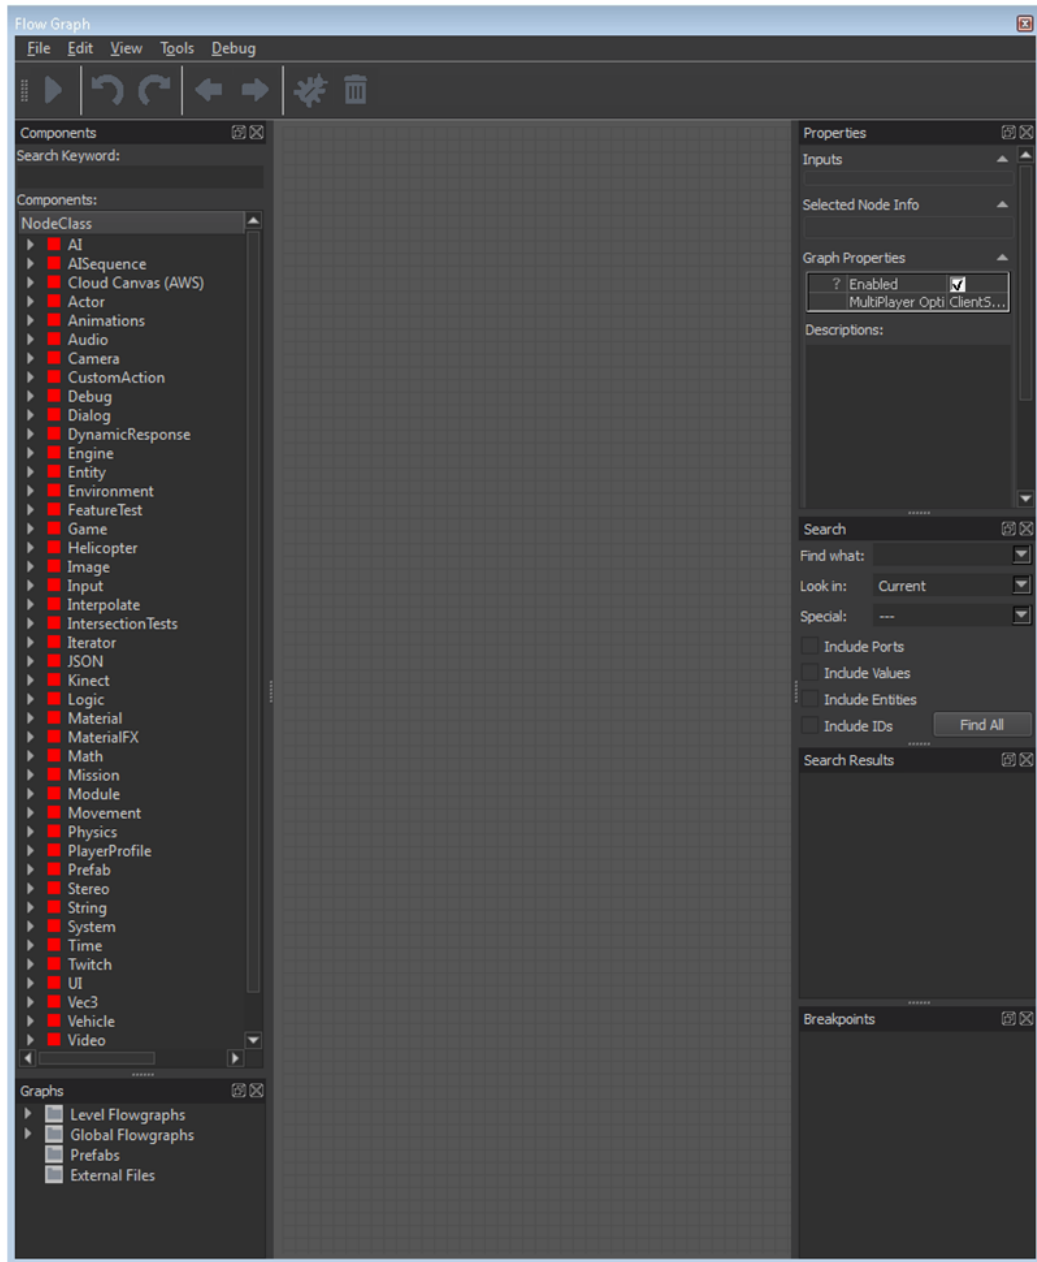 Flow Graph
File Edit View Tools Debug
Components
Search Keyword:
Components:
NodeClass
AI
AISequence
Cloud Canvas (AWS)
Actor
Animations
Audio
Camera
CustomAction
Debug
Dialog
DynamicResponse
Engine
Entity
Environment
FeatureTest
Game
Helicopter
Image
Input
Interpolate
IntersectionTests
Iterator
JSON
Kinect
Logic
Material
MaterialFX
Math
Mission
Module
Movement
Physics
PlayerProfile
Prefab
Stereo
String
System
Time
Twitch
UI
Vec3
Vehicle
Video
Graphs
Level Flowgraphs
Global Flowgraphs
Prefabs
External Files
Properties
Inputs
Selected Node Info
Graph Properties
? Enabled
MultiPlayer Opti ClientS...
Descriptions:
Search
Find what:
Look in: Current
Special: ---
Include Ports
Include Values
Include Entities
Include IDs Find All
Search Results
Breakpoints